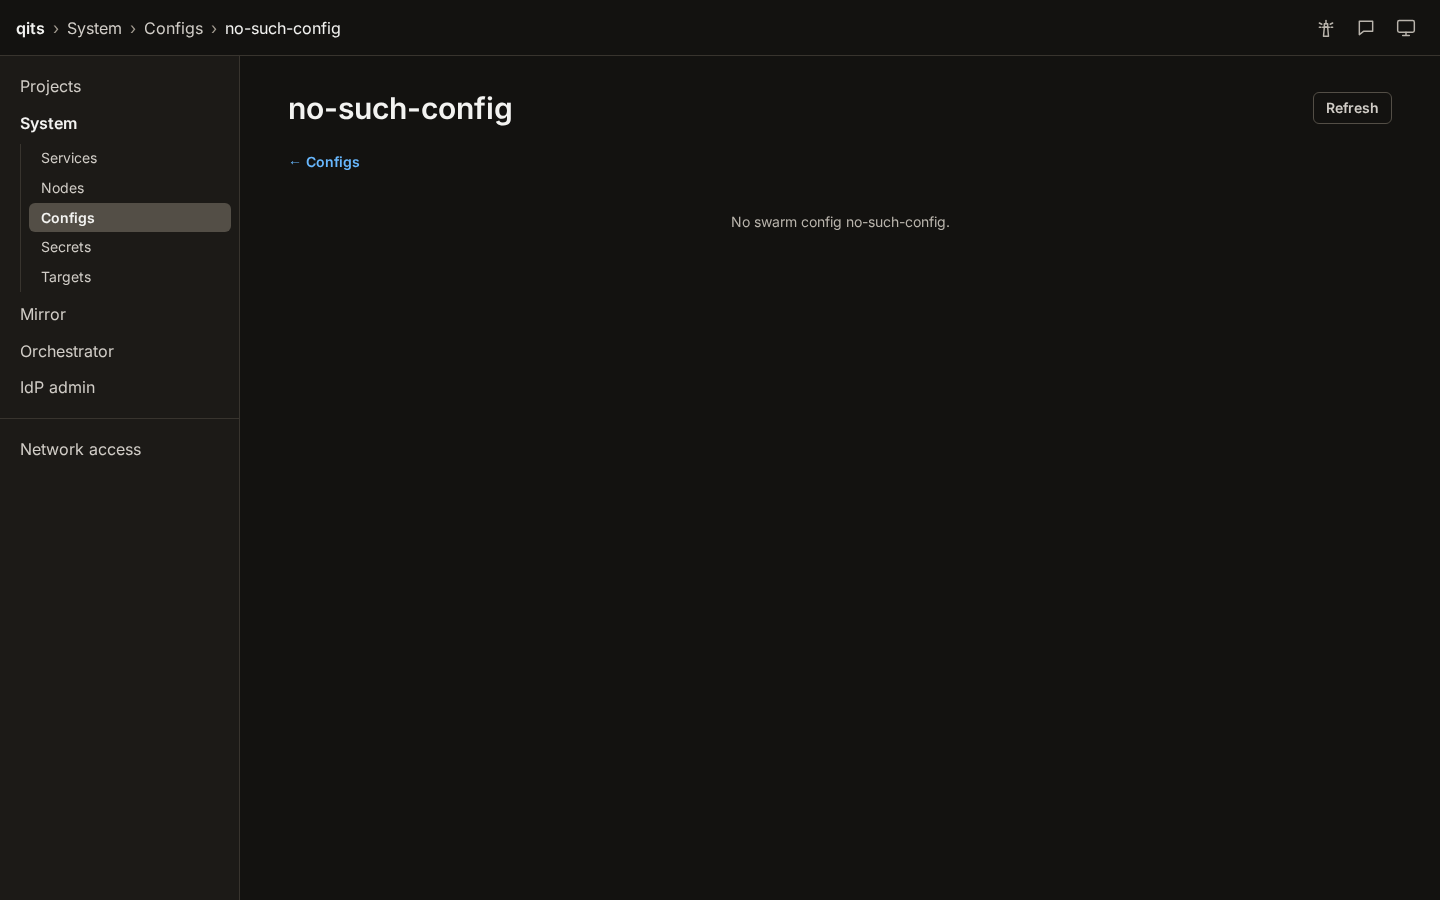 qits › System › Configs › no-such-config
Projects
System
Services
Nodes
Configs
Secrets
Targets
Mirror
Orchestrator
IdP admin
Network access
no-such-config
Refresh
← Configs
No swarm config no-such-config.